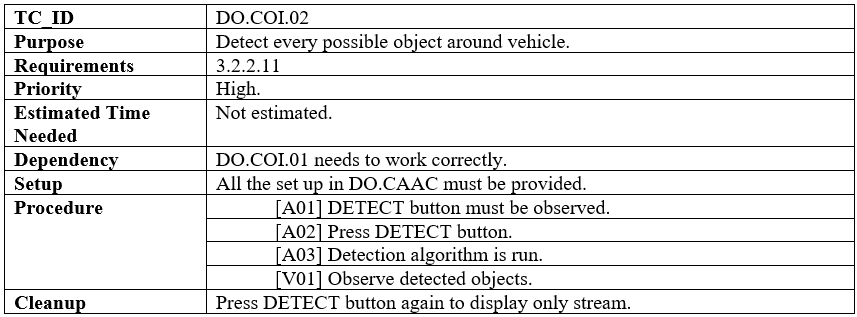 TC_ID DO.COI.02
Purpose Detect every possible object around vehicle.
Requirements 3.2.2.11
Priority High.
Estimated Time Not estimated.
Needed
Dependency DO.COI.01 needs to work correctly.
Setup All the set up in DO.CAAC must be provided.
Procedure [A01] DETECT button must be observed.
[A02] Press DETECT button.
[A03] Detection algorithm is run.
[V01] Observe detected objects.
Cleanup Press DETECT button again to display only stream.